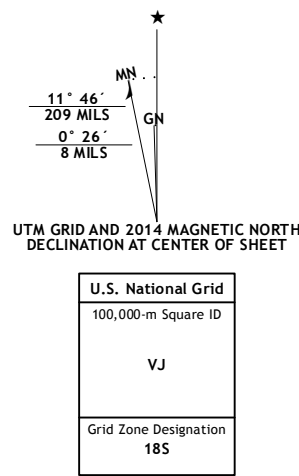 ★
MN
GN
11° 46´
209 MILS
0° 26´
8 MILS
UTM GRID AND 2014 MAGNETIC NORTH
DECLINATION AT CENTER OF SHEET
U.S. National Grid
100,000-m Square ID
VJ
Grid Zone Designation
18S